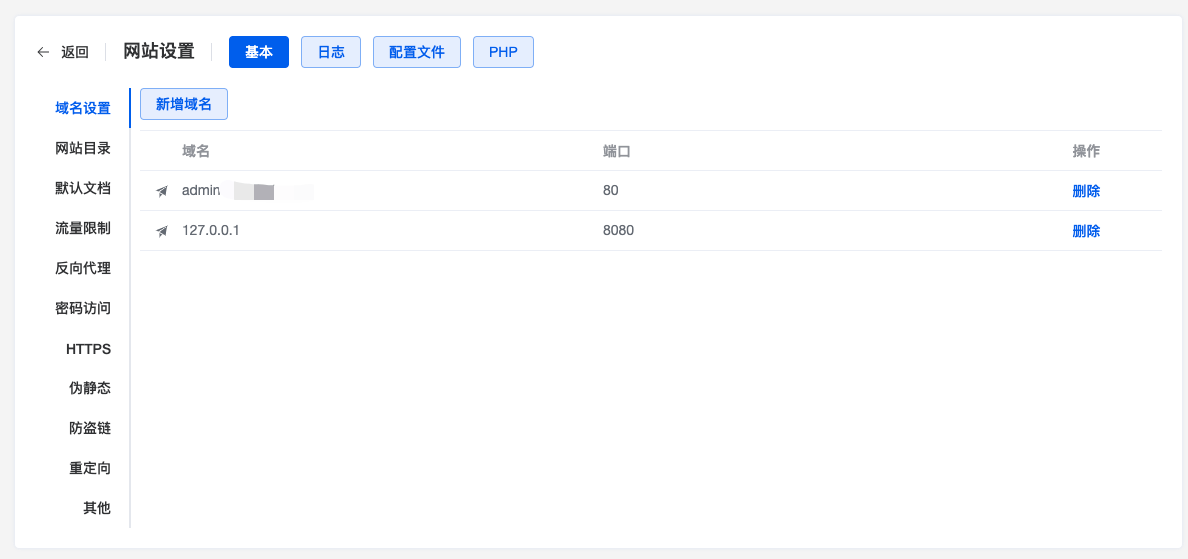 返回 网站设置 基本 日志 配置文件 PHP
域名设置 新增域名
网站目录 域名 端口 操作
默认文档 admin 80 删除
流量限制 127.0.0.1 8080 删除
反向代理
密码访问
HTTPS
伪静态
防盗链
重定向
其他